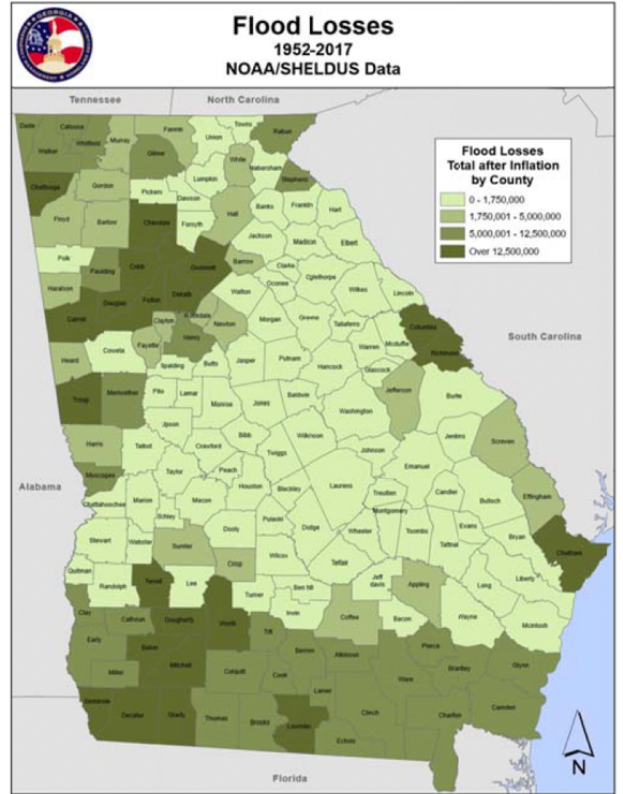 Flood Losses
1952-2017
NOAA/SHELDUS Data
Tennessee
North Carolina
Flood Losses
Total after Inflation
by County
0 - 1,750,000
1,750,001 - 5,000,000
5,000,001 - 12,500,000
Over 12,500,000
South Carolina
Alabama
Florida
N
Dade
Catoosa
Walker
Whitfield
Murray
Fannin
Union
Towns
Rabun
Gilmer
White
Habersham
Stephens
Lumpkin
Chattooga
Gordon
Pickens
Dawson
Banks
Franklin
Hart
Floyd
Bartow
Cherokee
Forsyth
Hall
Jackson
Madison
Elbert
Polk
Paulding
Cobb
Gwinnett
Barrow
Clarke
Oconee
Oglethorpe
Wilkes
Lincoln
Haralson
Douglas
Fulton
Dekalb
Walton
Carroll
Clayton
Rockdale
Newton
Morgan
Greene
Taliaferro
Columbia
Fayette
Henry
Warren
Mcduffie
Richmond
Heard
Coweta
Spalding
Butts
Jasper
Putnam
Hancock
Glascock
Troup
Meriwether
Pike
Lamar
Monroe
Jones
Baldwin
Washington
Jefferson
Burke
Harris
Talbot
Upson
Crawford
Bibb
Wilkinson
Johnson
Jenkins
Screven
Muscogee
Taylor
Peach
Twiggs
Emanuel
Chattahoochee
Marion
Macon
Houston
Bleckley
Laurens
Treutlen
Candler
Bulloch
Effingham
Schley
Montgomery
Stewart
Webster
Sumter
Dooly
Pulaski
Dodge
Wheeler
Toombs
Tattnall
Evans
Bryan
Chatham
Quitman
Randolph
Terrell
Lee
Crisp
Wilcox
Telfair
Jeff
davis
Appling
Long
Liberty
Turner
Ben hill
Clay
Calhoun
Dougherty
Worth
Irwin
Coffee
Bacon
Wayne
Mcintosh
Early
Baker
Tift
Berrien
Atkinson
Pierce
Brantley
Glynn
Miller
Mitchell
Colquitt
Cook
Lanier
Ware
Seminole
Decatur
Grady
Thomas
Brooks
Lowndes
Clinch
Charlton
Camden
Echols